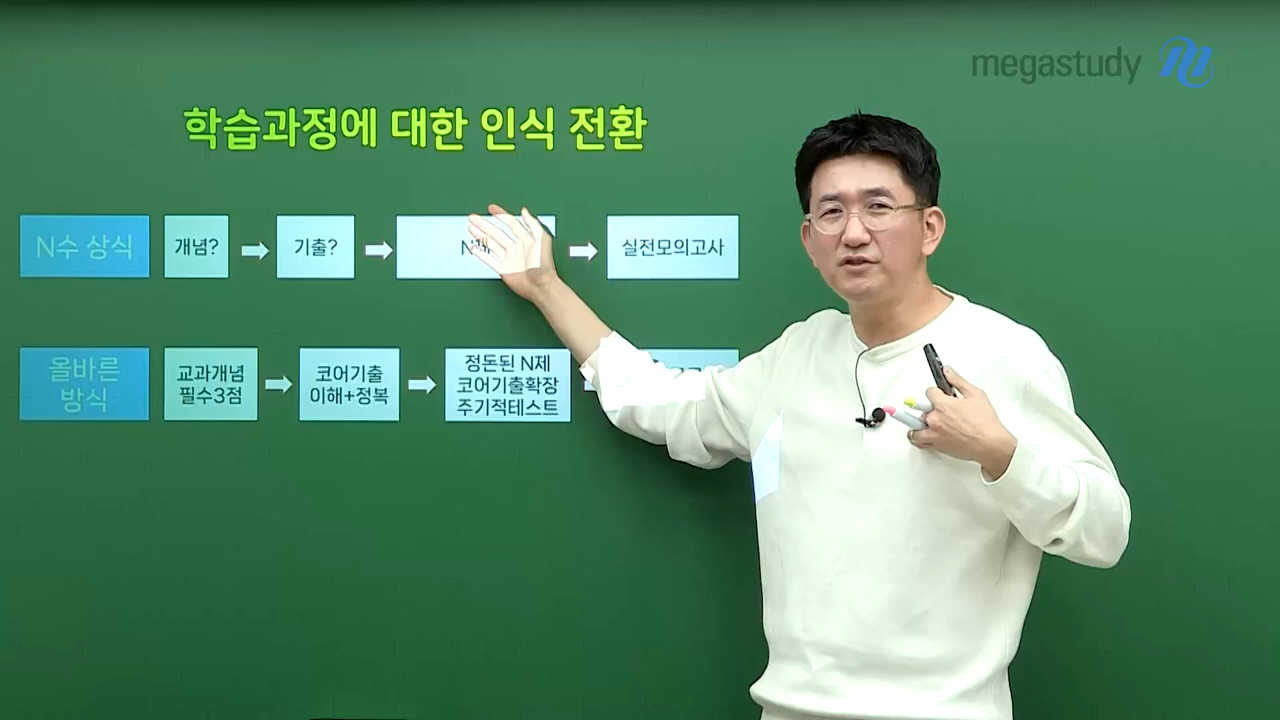 megastudy
학습과정에 대한 인식 전환
N수 상식
개념?
기출?
실전모의고사
올바른
방식
교과개념
필수3점
코어기출
이해+정복
정돈된 N제
코어기출확장
주기적테스트